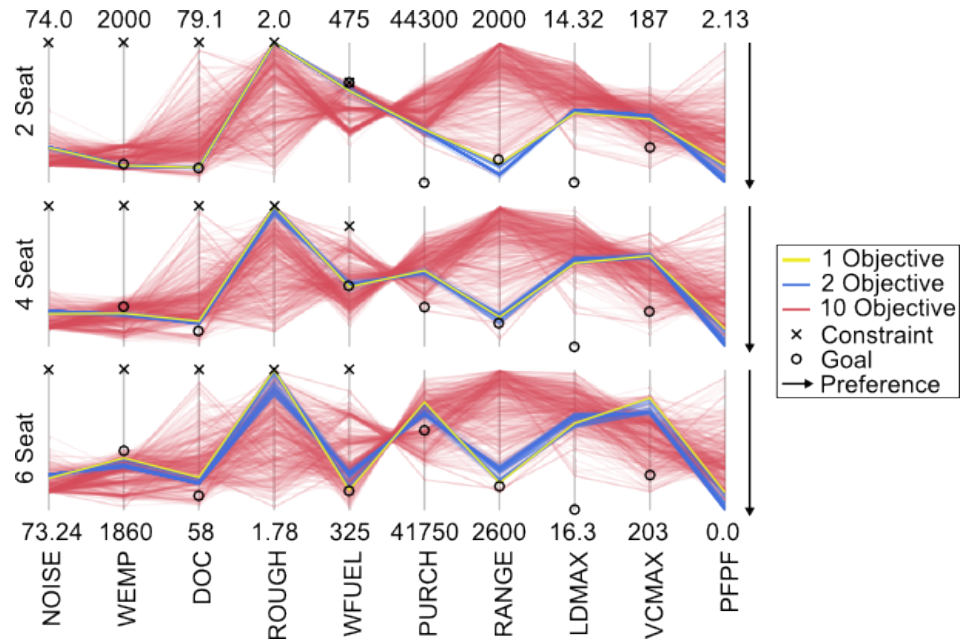 74.0 2000 79.1 2.0 475 44300 2000 14.32 187 2.13
2 Seat
4 Seat
6 Seat
1 Objective
2 Objective
10 Objective
Constraint
Goal
Preference
73.24 1860 58 1.78 325 41750 2600 16.3 203 0.0
NOISE
WEMP
DOC
ROUGH
WFUEL
PURCH
RANGE
LDMAX
VCMAX
PFPF